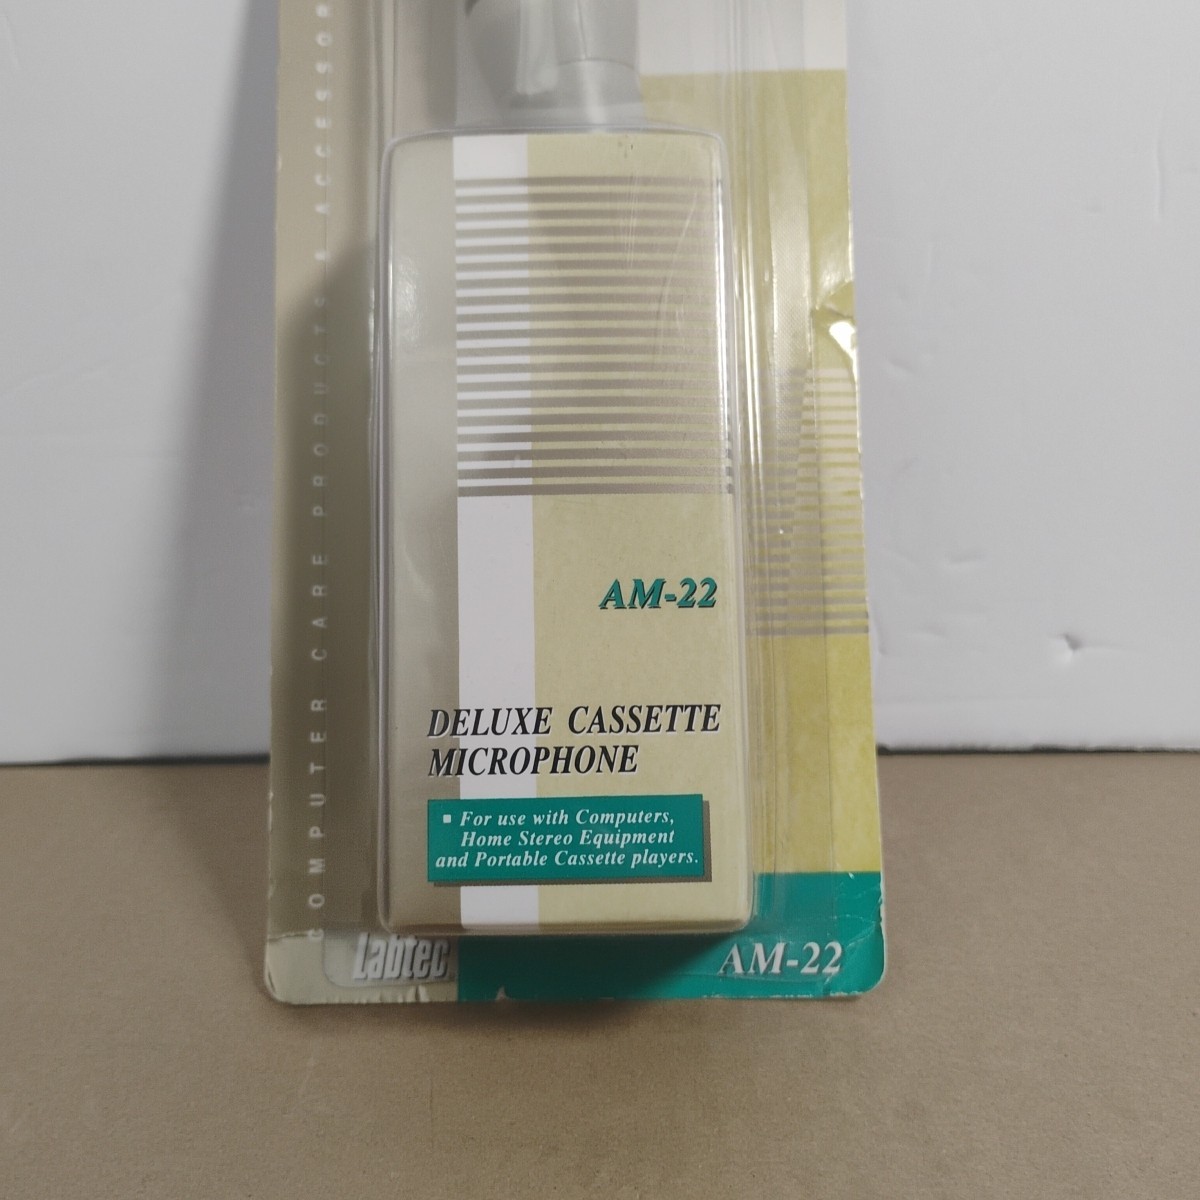 COMPUTER CARE PRODUCTS & ACCESSOR
AM-22
DELUXE CASSETTE
MICROPHONE
▪ For use with Computers,
Home Stereo Equipment
and Portable Cassette players.
Labtec
AM-22